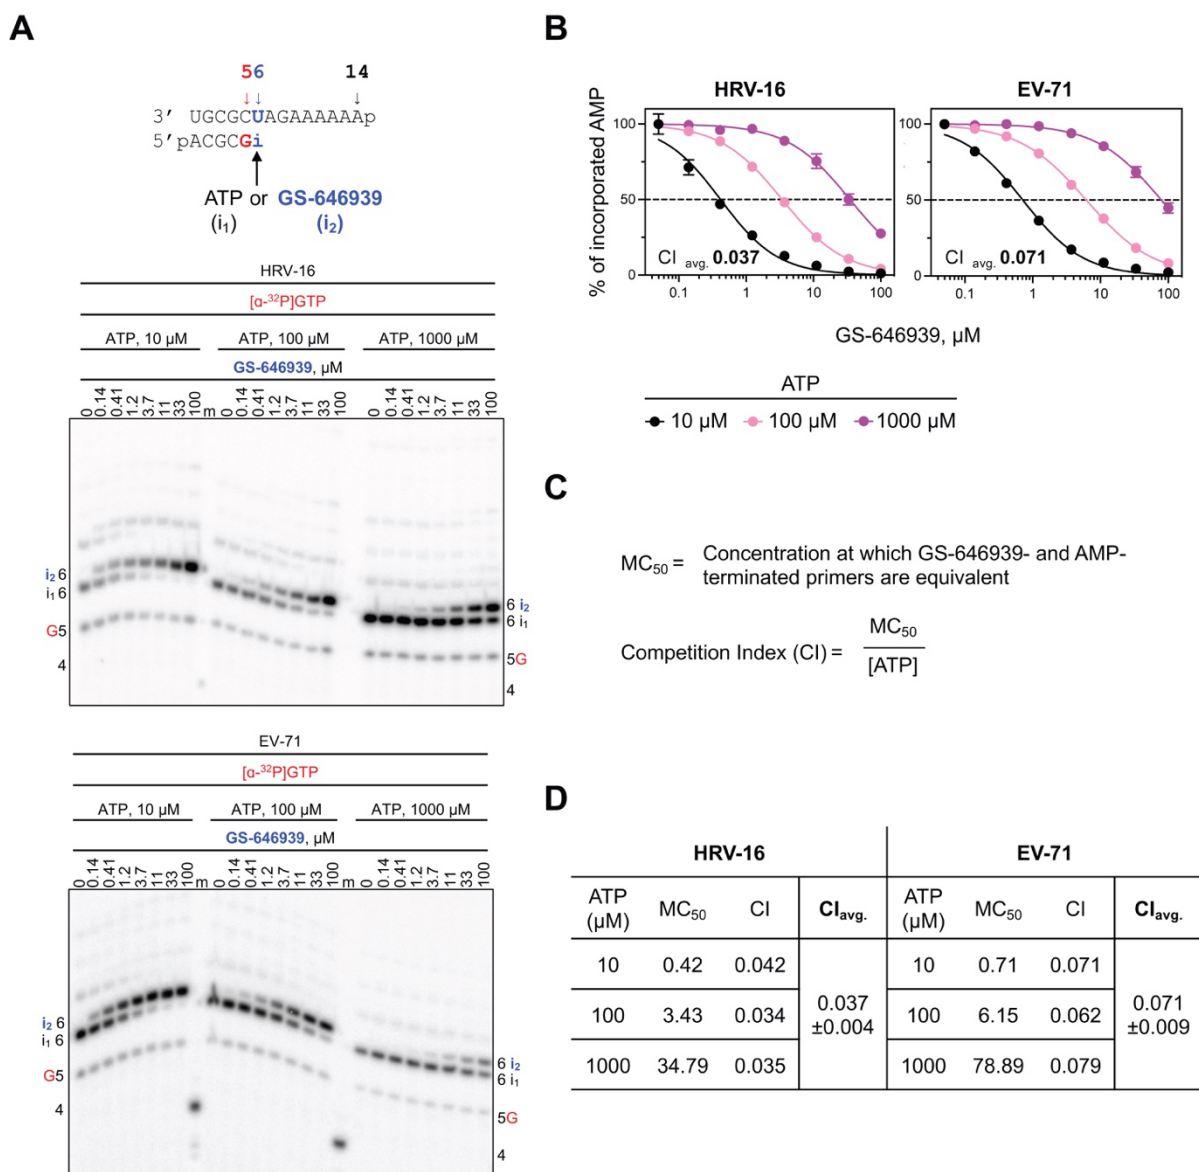 A
56 14
↓↓ ↓
3' UGCGCUAGAAAAAAp
5'pACGCGi
ATP or GS-646939
(i1) (i2)
HRV-16
[α-32P]GTP
ATP, 10 µM ATP, 100 µM ATP, 1000 µM
GS-646939, µM
0 0.14 0.41 1.2 3.7 11 33 100 m 0 0.14 0.41 1.2 3.7 11 33 100 0 0.14 0.41 1.2 3.7 11 33 100
i2 6
i1 6
G5
4
6 i2
6 i1
5G
4
EV-71
[α-32P]GTP
ATP, 10 µM ATP, 100 µM ATP, 1000 µM
GS-646939, µM
0 0.14 0.41 1.2 3.7 11 33 100 m 0 0.14 0.41 1.2 3.7 11 33 100 m 0 0.14 0.41 1.2 3.7 11 33 100
i2 6
i1 6
G5
4
6 i2
6 i1
5G
4
B
HRV-16 EV-71
% of incorporated AMP
100
50
0
CI avg. 0.037
0.1 1 10 100
100
50
0
CI avg. 0.071
0.1 1 10 100
GS-646939, µM
ATP
10 µM 100 µM 1000 µM
C
MC50 = Concentration at which GS-646939- and AMP-
terminated primers are equivalent
Competition Index (CI) = MC50
[ATP]
D
HRV-16 EV-71
ATP (µM) MC50 CI CIavg. ATP (µM) MC50 CI CIavg.
10 0.42 0.042 10 0.71 0.071
100 3.43 0.034 0.037 ±0.004 100 6.15 0.062 0.071 ±0.009
1000 34.79 0.035 1000 78.89 0.079